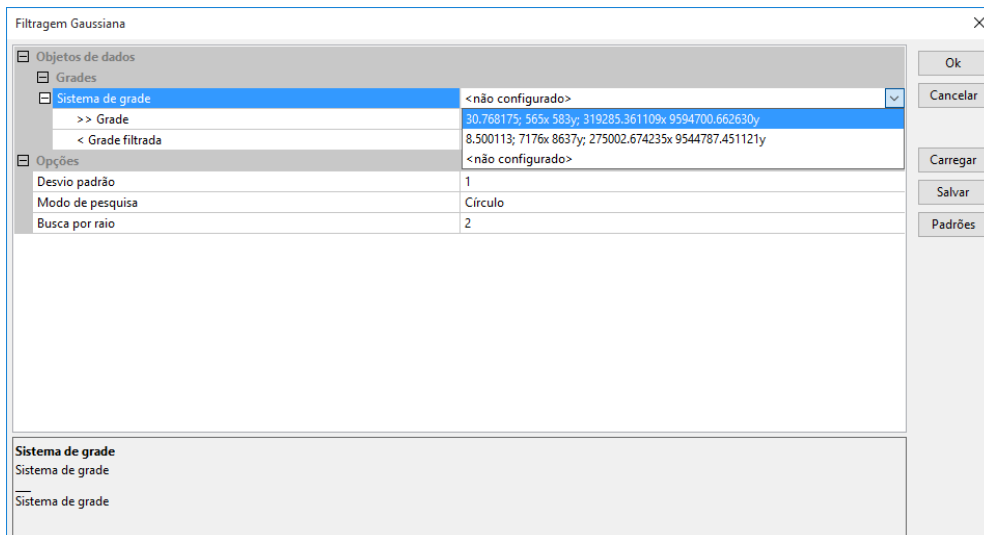 Filtragem Gaussiana
Objetos de dados
Ok
Grades
Sistema de grade <não configurado>
Cancelar
>> Grade 30.768175; 565x 583y; 319285.361109x 9594700.662630y
< Grade filtrada 8.500113; 7176x 8637y; 275002.674235x 9544787.451121y
Opções <não configurado>
Carregar
Desvio padrão 1
Salvar
Modo de pesquisa Círculo
Busca por raio 2
Padrões
Sistema de grade
Sistema de grade
Sistema de grade